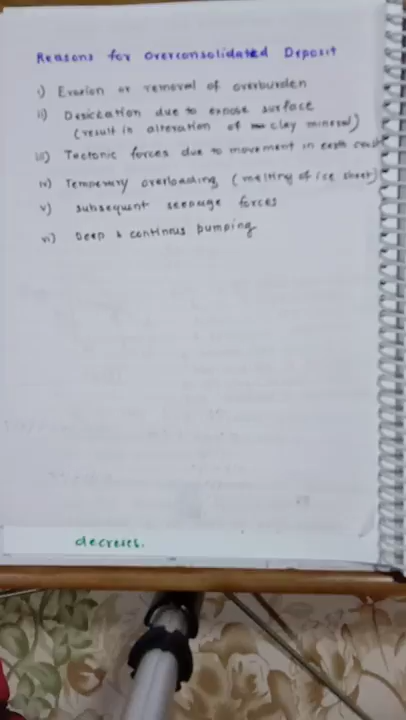 Reasons for overconsolidated Deposit
i) Erosion or removal of overburden
ii) Desiccation due to expose surface
(result in alteration of clay mineral)
iii) Tectonic forces due to movement in earth crust
iv) Temporary overloading (melting of ice sheet)
v) subsequent seepage forces
vi) Deep & continous pumping
decreses.